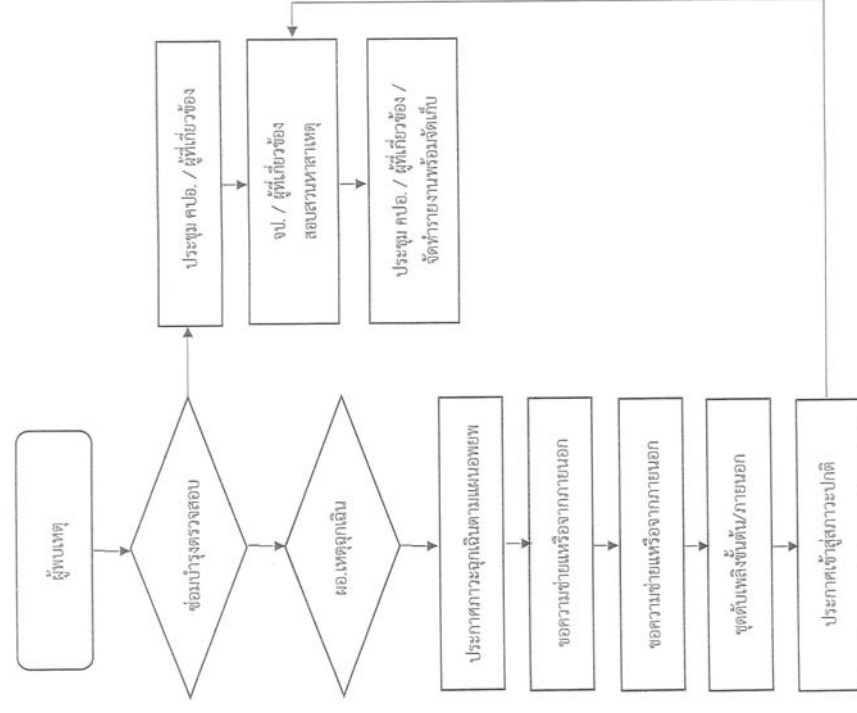 ผู้พบเหตุ
ซ่อมบำรุงตรวจสอบ
ผอ.เหตุฉุกเฉิน
ประกาศภาวะฉุกเฉินตามแผนอพยพ
ขอความช่วยเหลือจากภายนอก
ขอความช่วยเหลือจากภายนอก
ชุดดับเพลิงขั้นต้น/ภายนอก
ประกาศเข้าสู่สภาวะปกติ
ประชุม คปอ. / ผู้ที่เกี่ยวข้อง
จป. / ผู้ที่เกี่ยวข้อง
สอบสวนหาสาเหตุ
ประชุม คปอ. / ผู้ที่เกี่ยวข้อง /
จัดทำรายงานพร้อมจัดเก็บ